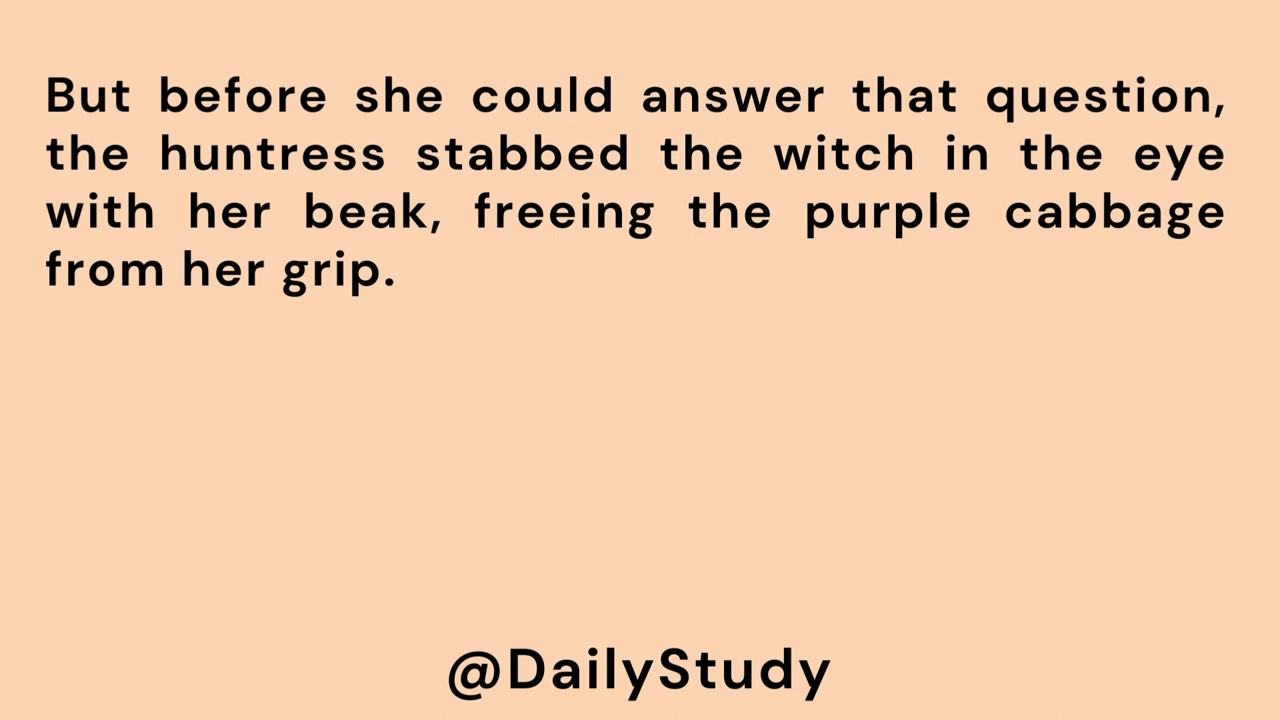 But before she could answer that question,
the huntress stabbed the witch in the eye
with her beak, freeing the purple cabbage
from her grip.
@DailyStudy